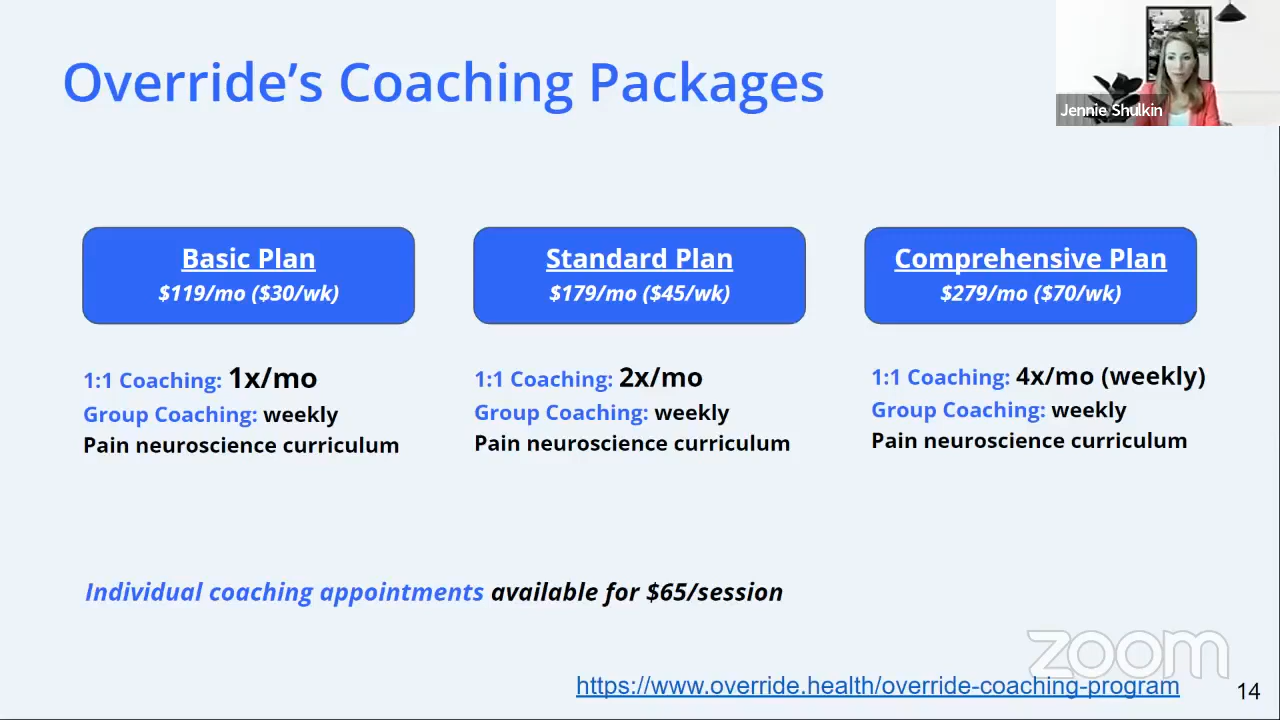 Override's Coaching Packages
Jennie Shulkin
Basic Plan
$119/mo ($30/wk)
Standard Plan
$179/mo ($45/wk)
Comprehensive Plan
$279/mo ($70/wk)
1:1 Coaching: 1x/mo
Group Coaching: weekly
Pain neuroscience curriculum
1:1 Coaching: 2x/mo
Group Coaching: weekly
Pain neuroscience curriculum
1:1 Coaching: 4x/mo (weekly)
Group Coaching: weekly
Pain neuroscience curriculum
Individual coaching appointments available for $65/session
zoom
https://www.override.health/override-coaching-program
14